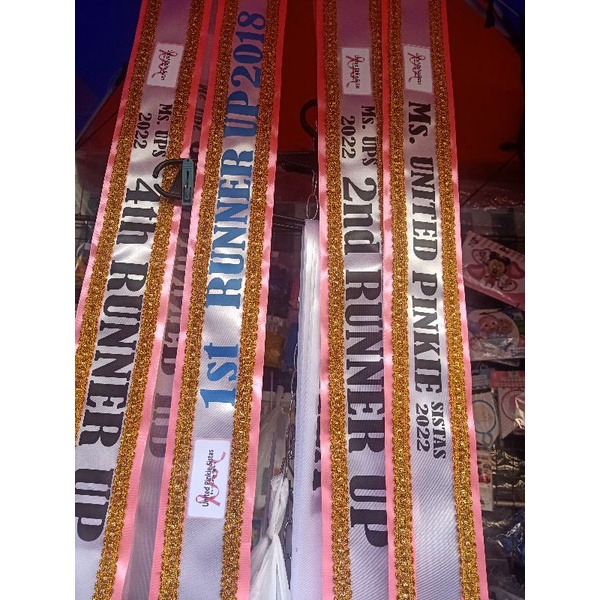 Ms. UPS
2022
4th RUNNER UP
1st RUNNER UP 2018
United Pinkie Sistas
Ms. UPS
2022
2nd RUNNER UP
Ms. UNITED PINKIE
SISTAS
2022